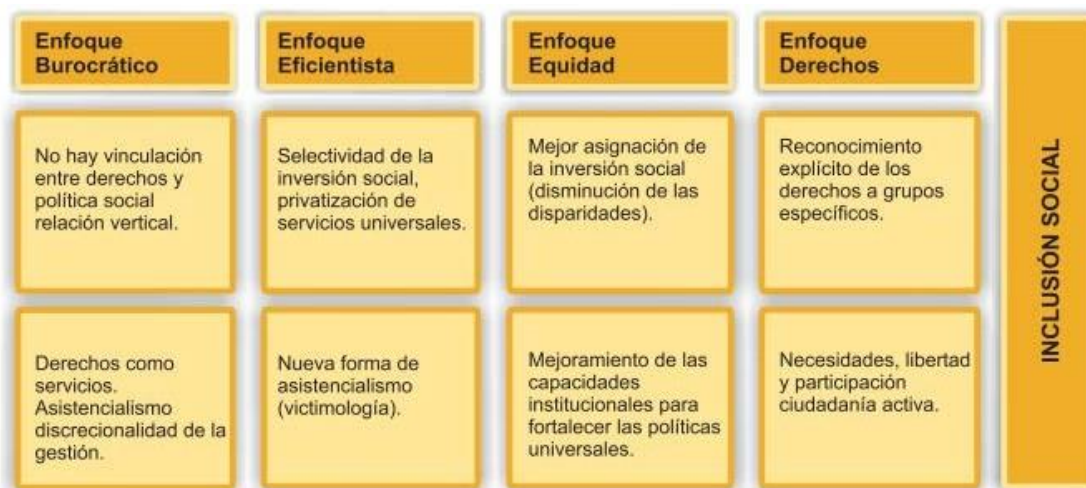 Enfoque
Burocrático
Enfoque
Eficientista
Enfoque
Equidad
Enfoque
Derechos
No hay vinculación
entre derechos y
política social
relación vertical.
Selectividad de la
inversión social,
privatización de
servicios universales.
Mejor asignación de
la inversión social
(disminución de las
disparidades).
Reconocimiento
explícito de los
derechos a grupos
específicos.
Derechos como
servicios.
Asistencialismo
discrecionalidad de la
gestión.
Nueva forma de
asistencialismo
(victimología).
Mejoramiento de las
capacidades
institucionales para
fortalecer las políticas
universales.
Necesidades, libertad
y participación
ciudadanía activa.
INCLUSIÓN SOCIAL